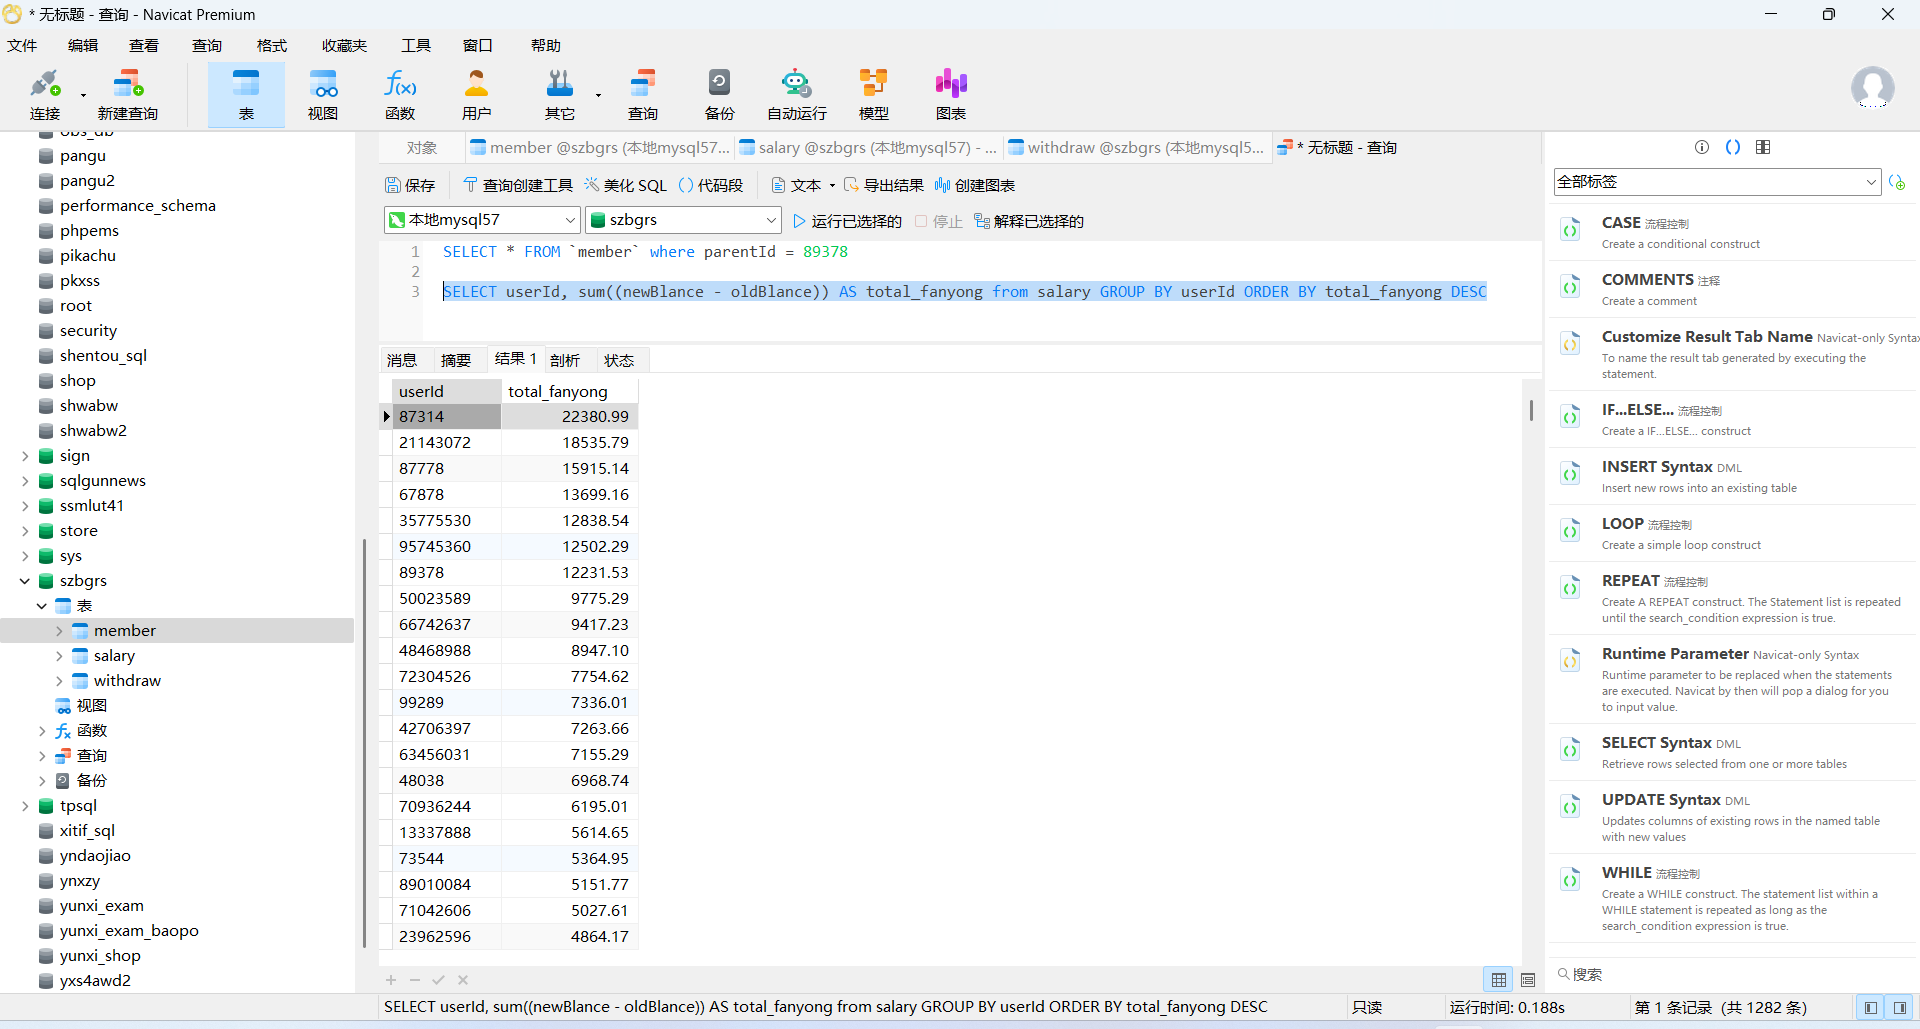 * 无标题 - 查询 - Navicat Premium
文件 编辑 查看 查询 格式 收藏夹 工具 窗口 帮助
连接 新建查询 表 视图 函数 用户 其它 查询 备份 自动运行 模型 图表
obs_db
pangu
pangu2
performance_schema
phpems
pikachu
pkxss
root
security
shentou_sql
shop
shwabw
shwabw2
sign
sqlgunnews
ssmlut41
store
sys
szbgrs
表
member
salary
withdraw
视图
函数
查询
备份
tpsql
xitif_sql
yndaojiao
ynxzy
yunxi_exam
yunxi_exam_baopo
yunxi_shop
yxs4awd2
对象 member @szbgrs (本地mysql57... salary @szbgrs (本地mysql57) - ... withdraw @szbgrs (本地mysql5... * 无标题 - 查询
保存 查询创建工具 美化 SQL () 代码段 文本 导出结果 创建图表
本地mysql57 szbgrs 运行已选择的 停止 解释已选择的
1 SELECT * FROM `member` where parentId = 89378
2
3 SELECT userId, sum((newBlance - oldBlance)) AS total_fanyong from salary GROUP BY userId ORDER BY total_fanyong DESC
消息 摘要 结果 1 剖析 状态
userId total_fanyong
87314 22380.99
21143072 18535.79
87778 15915.14
67878 13699.16
35775530 12838.54
95745360 12502.29
89378 12231.53
50023589 9775.29
66742637 9417.23
48468988 8947.10
72304526 7754.62
99289 7336.01
42706397 7263.66
63456031 7155.29
48038 6968.74
70936244 6195.01
13337888 5614.65
73544 5364.95
89010084 5151.77
71042606 5027.61
23962596 4864.17
全部标签
CASE 流程控制
Create a conditional construct
COMMENTS 注释
Create a comment
Customize Result Tab Name Navicat-only Syntax
To name the result tab generated by executing the
statement.
IF...ELSE... 流程控制
Create a IF...ELSE... construct
INSERT Syntax DML
Insert new rows into an existing table
LOOP 流程控制
Create a simple loop construct
REPEAT 流程控制
Create A REPEAT construct. The Statement list is repeated
until the search_condition expression is true.
Runtime Parameter Navicat-only Syntax
Runtime parameter to be replaced when the statements
are executed. Navicat by then will pop a dialog for you
to input value.
SELECT Syntax DML
Retrieve rows selected from one or more tables
UPDATE Syntax DML
Updates columns of existing rows in the named table
with new values
WHILE 流程控制
Create a WHILE construct. The statement list within a
WHILE statement is repeated as long as the
search_condition expression is true.
搜索
SELECT userId, sum((newBlance - oldBlance)) AS total_fanyong from salary GROUP BY userId ORDER BY total_fanyong DESC 只读 运行时间: 0.188s 第 1 条记录 (共 1282 条)